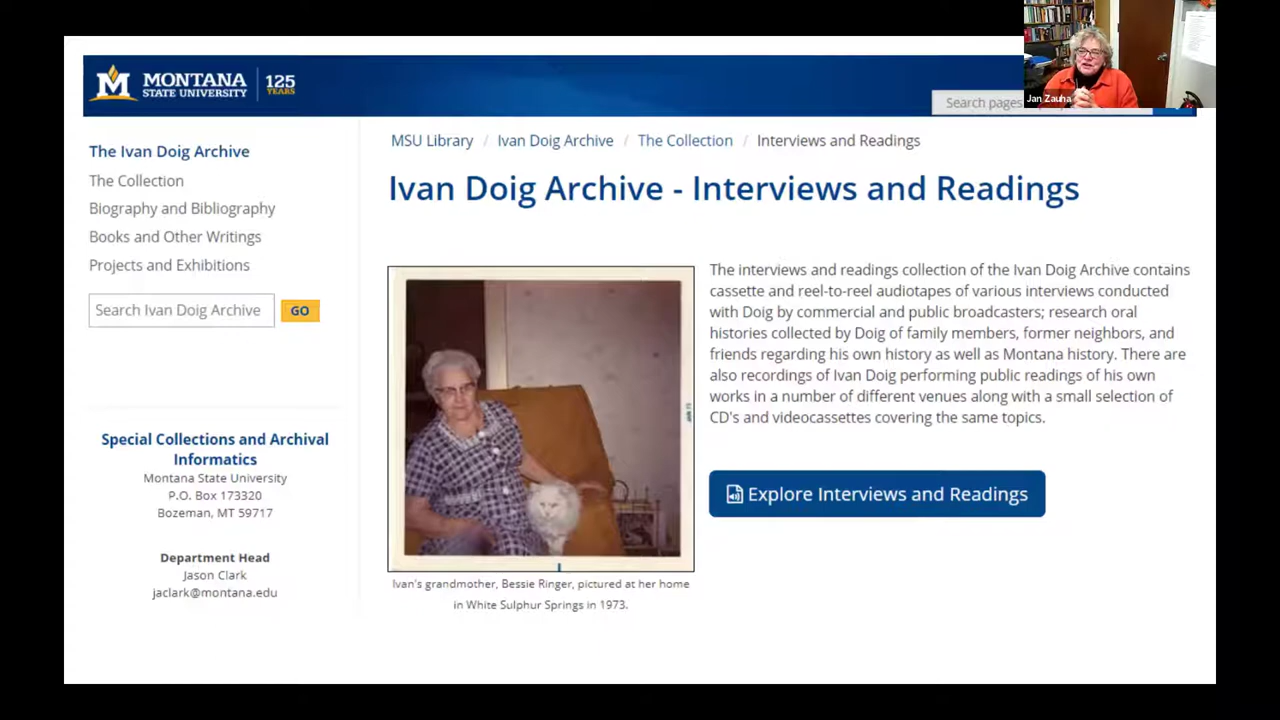 MONTANA
STATE UNIVERSITY
125
YEARS
Search pages
Jan Zauha
The Ivan Doig Archive
The Collection
Biography and Bibliography
Books and Other Writings
Projects and Exhibitions
Search Ivan Doig Archive
GO
Special Collections and Archival
Informatics
Montana State University
P.O. Box 173320
Bozeman, MT 59717
Department Head
Jason Clark
jaclark@montana.edu
MSU Library / Ivan Doig Archive / The Collection / Interviews and Readings
Ivan Doig Archive - Interviews and Readings
The interviews and readings collection of the Ivan Doig Archive contains
cassette and reel-to-reel audiotapes of various interviews conducted
with Doig by commercial and public broadcasters; research oral
histories collected by Doig of family members, former neighbors, and
friends regarding his own history as well as Montana history. There are
also recordings of Ivan Doig performing public readings of his own
works in a number of different venues along with a small selection of
CD's and videocassettes covering the same topics.
Explore Interviews and Readings
Ivan's grandmother, Bessie Ringer, pictured at her home
in White Sulphur Springs in 1973.